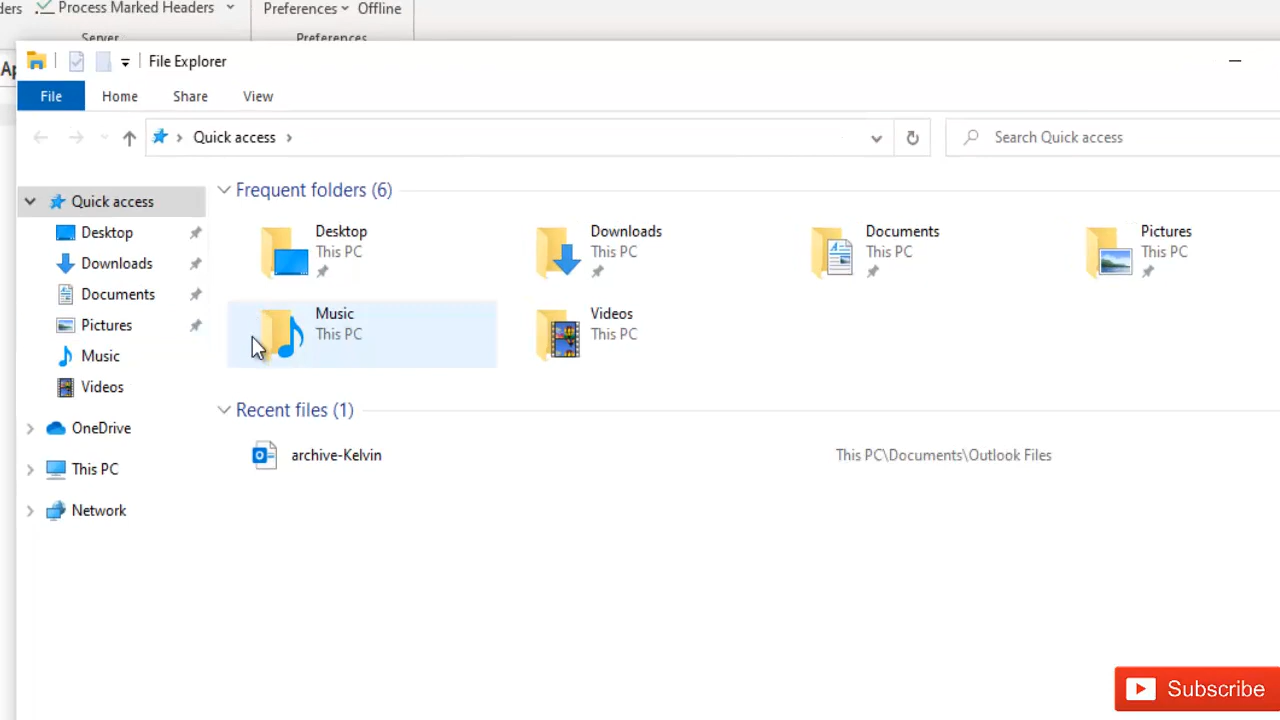 ders Process Marked Headers Preferences Offline
Server Preferences
Ap
File Explorer
File Home Share View
Quick access Search Quick access
Quick access
Desktop
Downloads
Documents
Pictures
Music
Videos
OneDrive
This PC
Network
Frequent folders (6)
Desktop
This PC
Downloads
This PC
Documents
This PC
Pictures
This PC
Music
This PC
Videos
This PC
Recent files (1)
archive-Kelvin This PC\Documents\Outlook Files
Subscribe